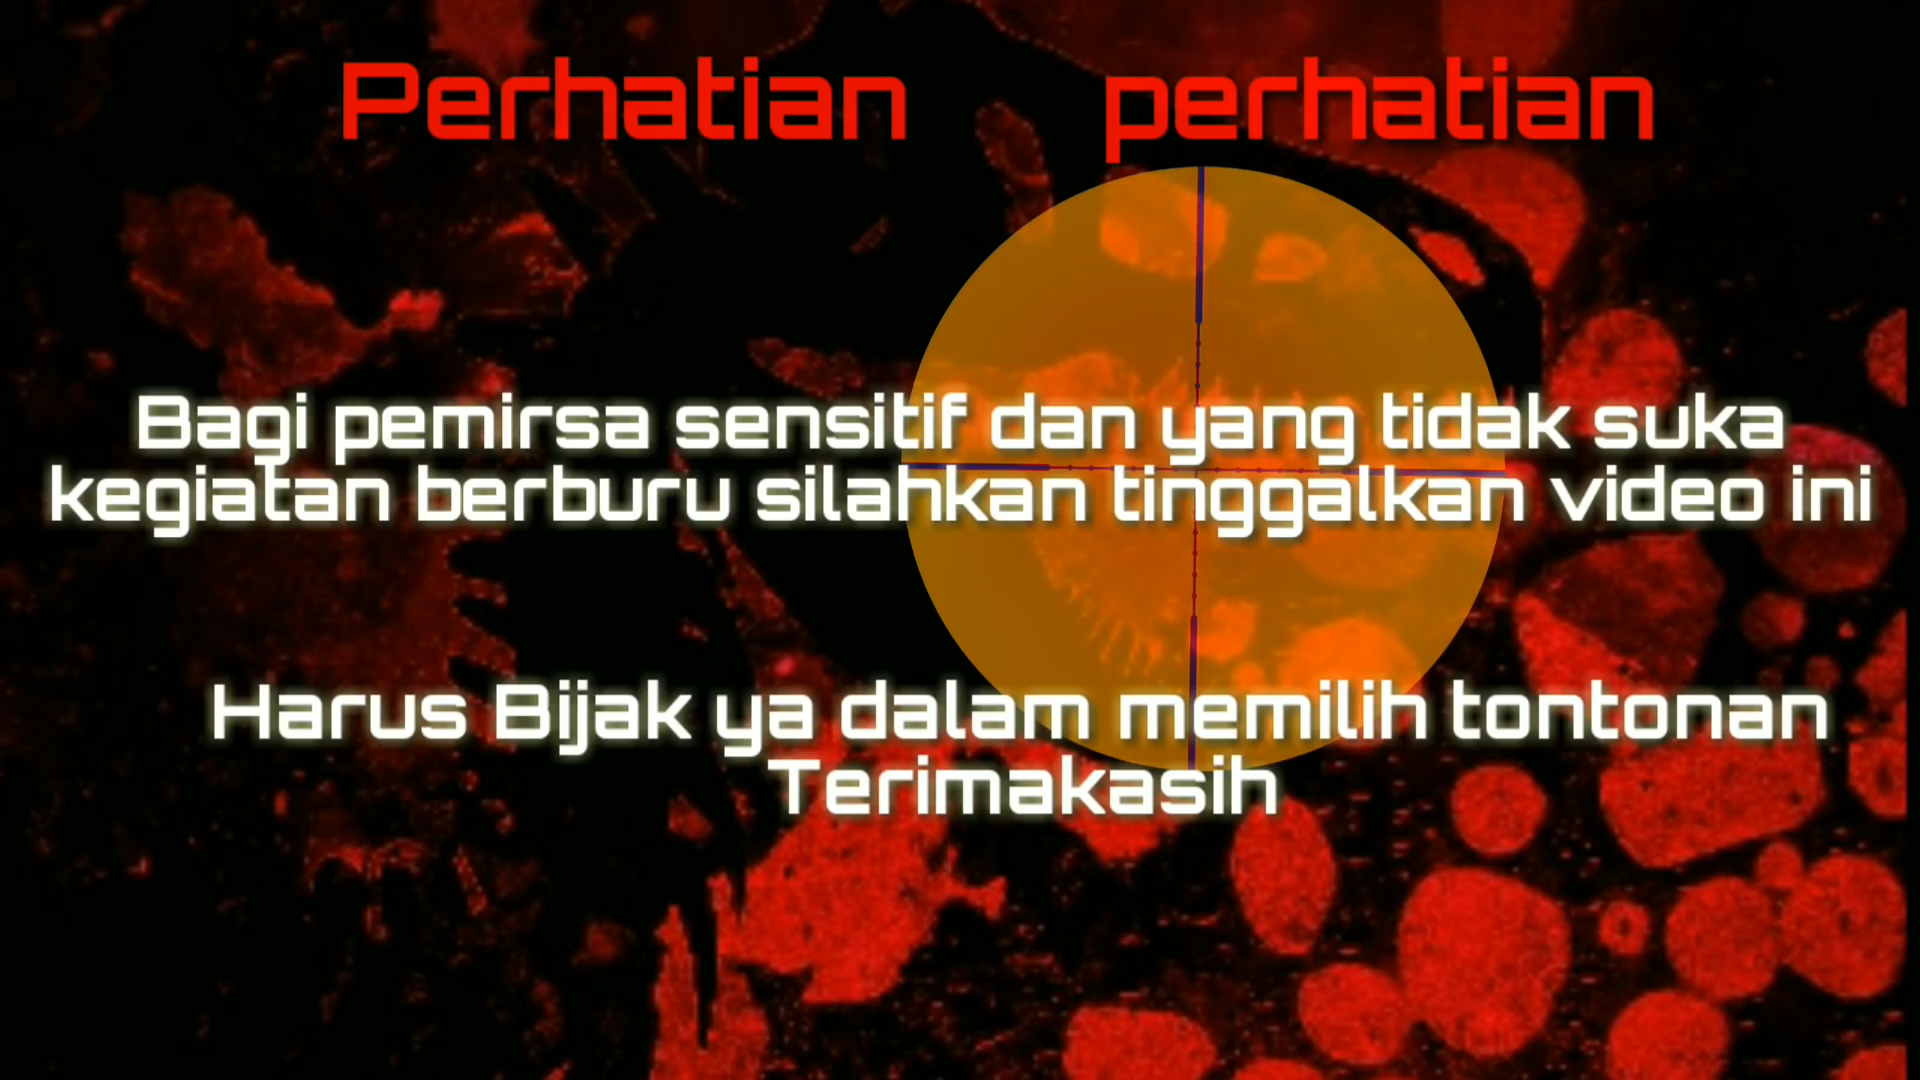 Perhatian perhatian
Bagi pemirsa sensitif dan yang tidak suka
kegiatan berburu silahkan tinggalkan video ini
Harus Bijak ya dalam memilih tontonan
Terimakasih